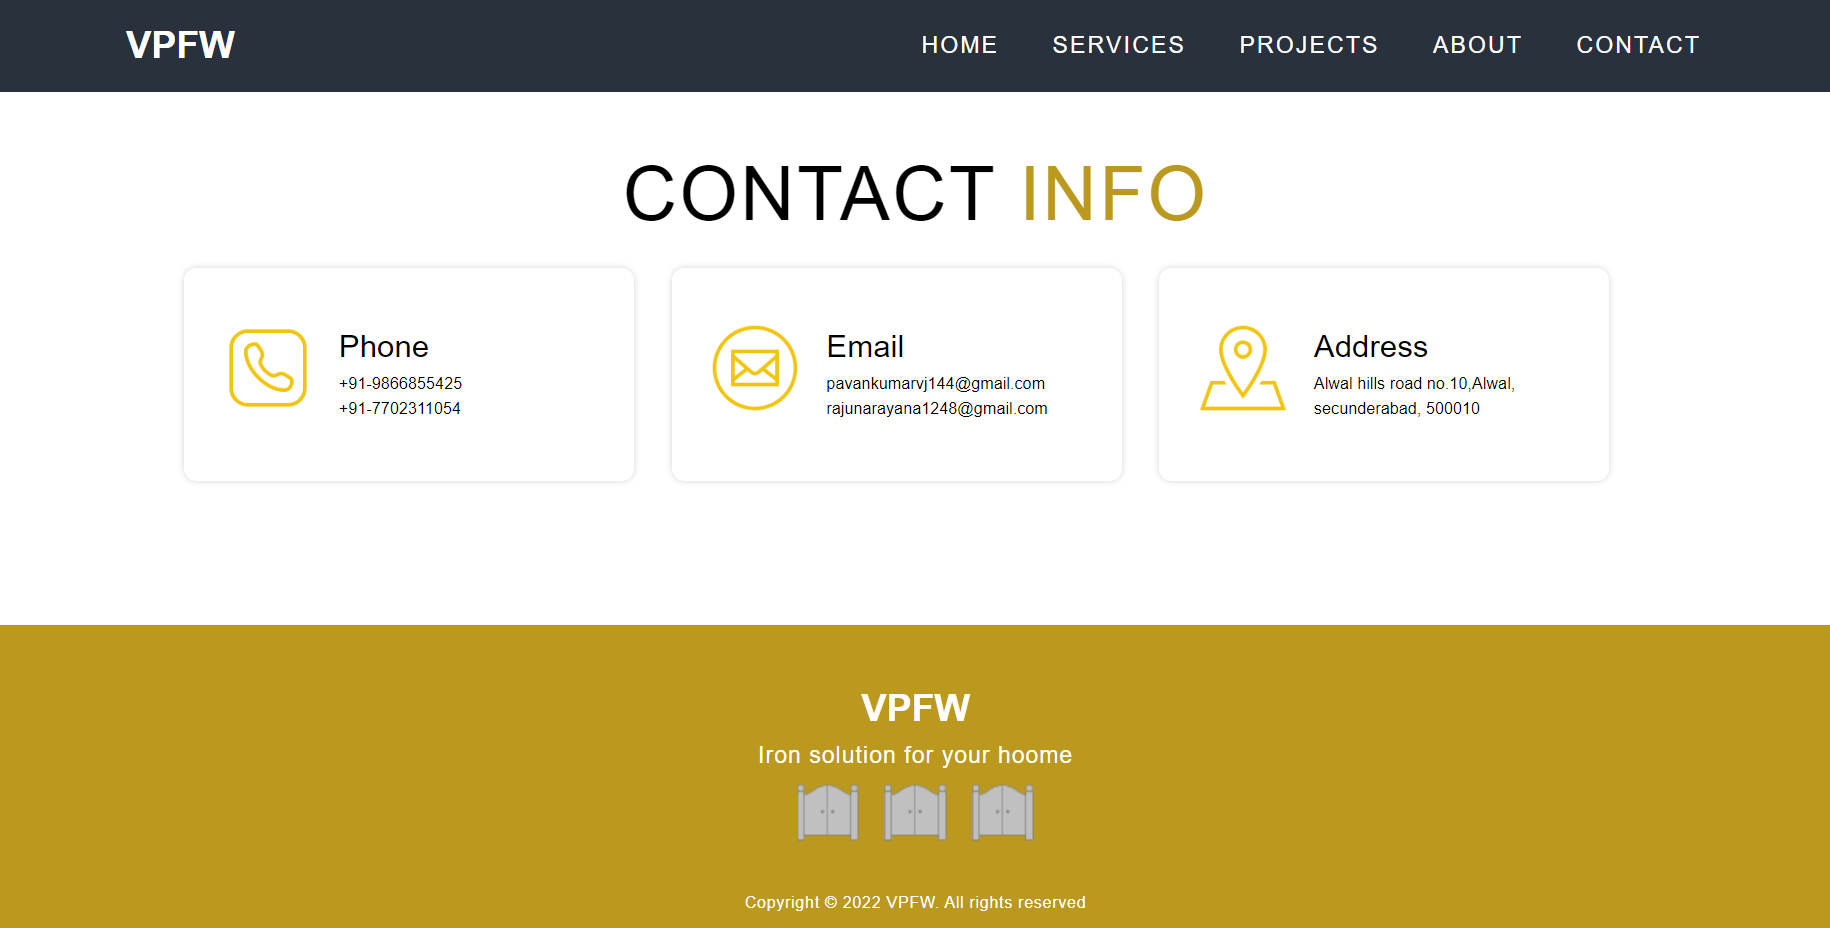 VPFW
HOME SERVICES PROJECTS ABOUT CONTACT
CONTACT INFO
Phone
+91-9866855425
+91-7702311054
Email
pavankumarvj144@gmail.com
rajunarayana1248@gmail.com
Address
Alwal hills road no.10,Alwal,
secunderabad, 500010
VPFW
Iron solution for your hoome
Copyright © 2022 VPFW. All rights reserved